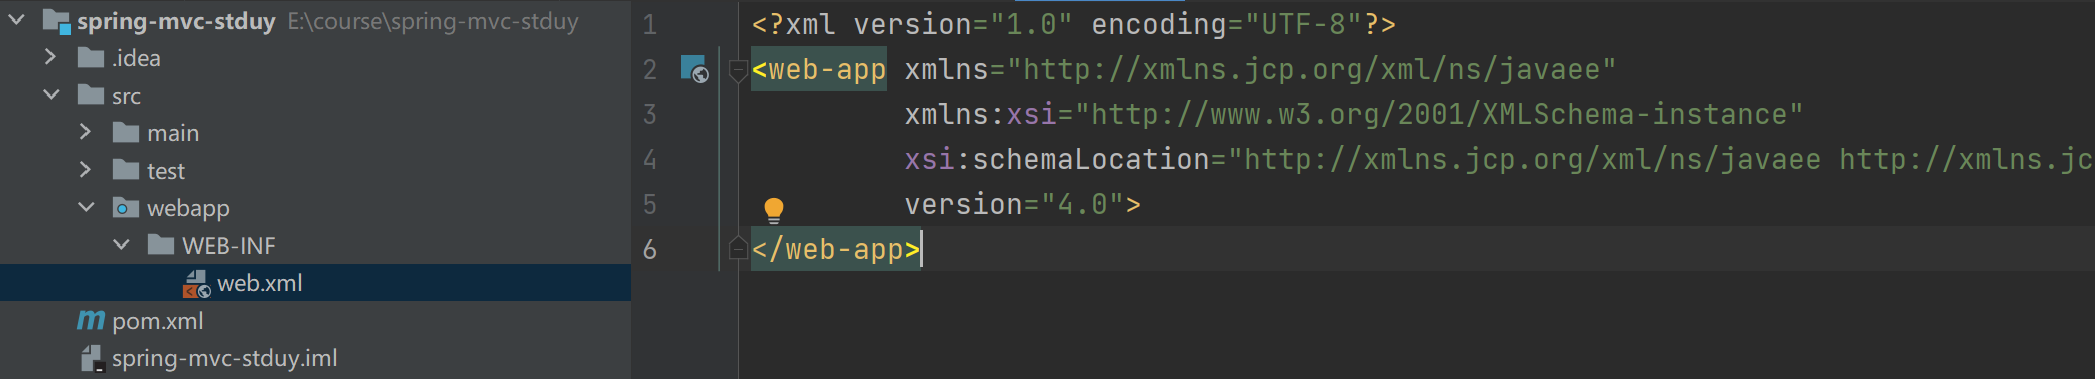 spring-mvc-stduy E:\course\spring-mvc-stduy
.idea
src
main
test
webapp
WEB-INF
web.xml
pom.xml
spring-mvc-stduy.iml
1 <?xml version="1.0" encoding="UTF-8"?>
2 <web-app xmlns="http://xmlns.jcp.org/xml/ns/javaee"
3 xmlns:xsi="http://www.w3.org/2001/XMLSchema-instance"
4 xsi:schemaLocation="http://xmlns.jcp.org/xml/ns/javaee http://xmlns.jc
5 version="4.0">
6 </web-app>